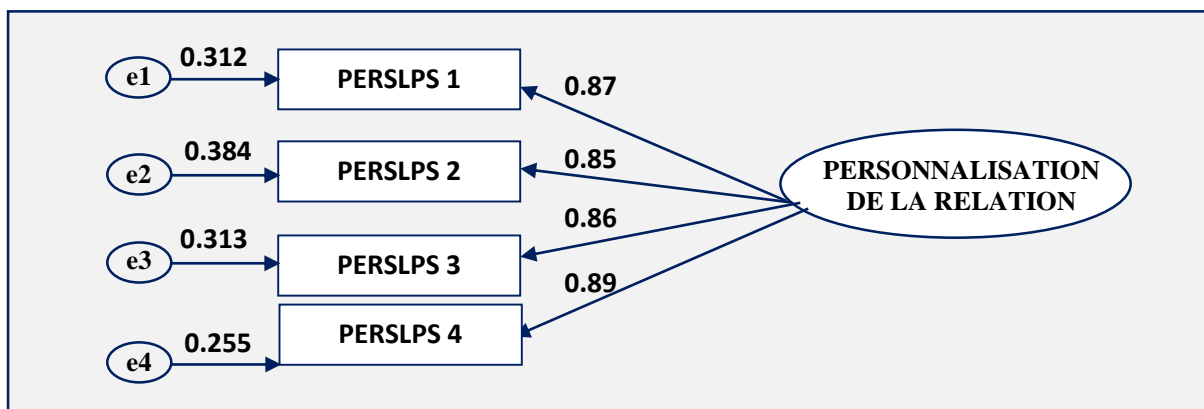 0.312
e1
PERSLPS 1
0.87
0.384
e2
PERSLPS 2
0.85
PERSONNALISATION
DE LA RELATION
0.313
e3
PERSLPS 3
0.86
0.255
e4
PERSLPS 4
0.89